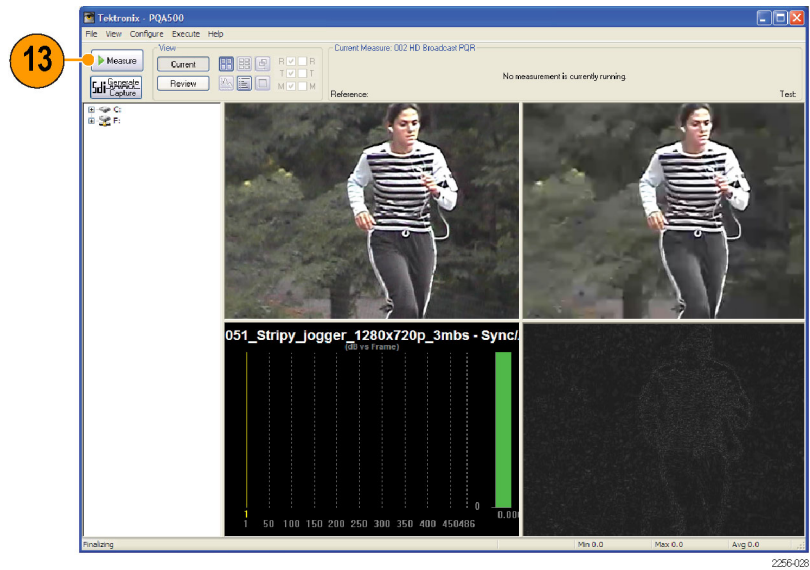 Tektronix - PQA500
File View Configure Execute Help
13
Measure
View
Current Measure: 002 HD Broadcast PQR
Current
R R
T T
No measurement is currently running.
Sdi Generate
Capture
Review
M M
Reference:
Test:
C:
F:
051_Stripy_jogger_1280x720p_3mbs - Sync/
(dB vs Frame)
0
0.00
1
1 50 100 150 200 250 300 350 400 450486
Finalizing
Min 0.0 Max 0.0 Avg 0.0
2256-028